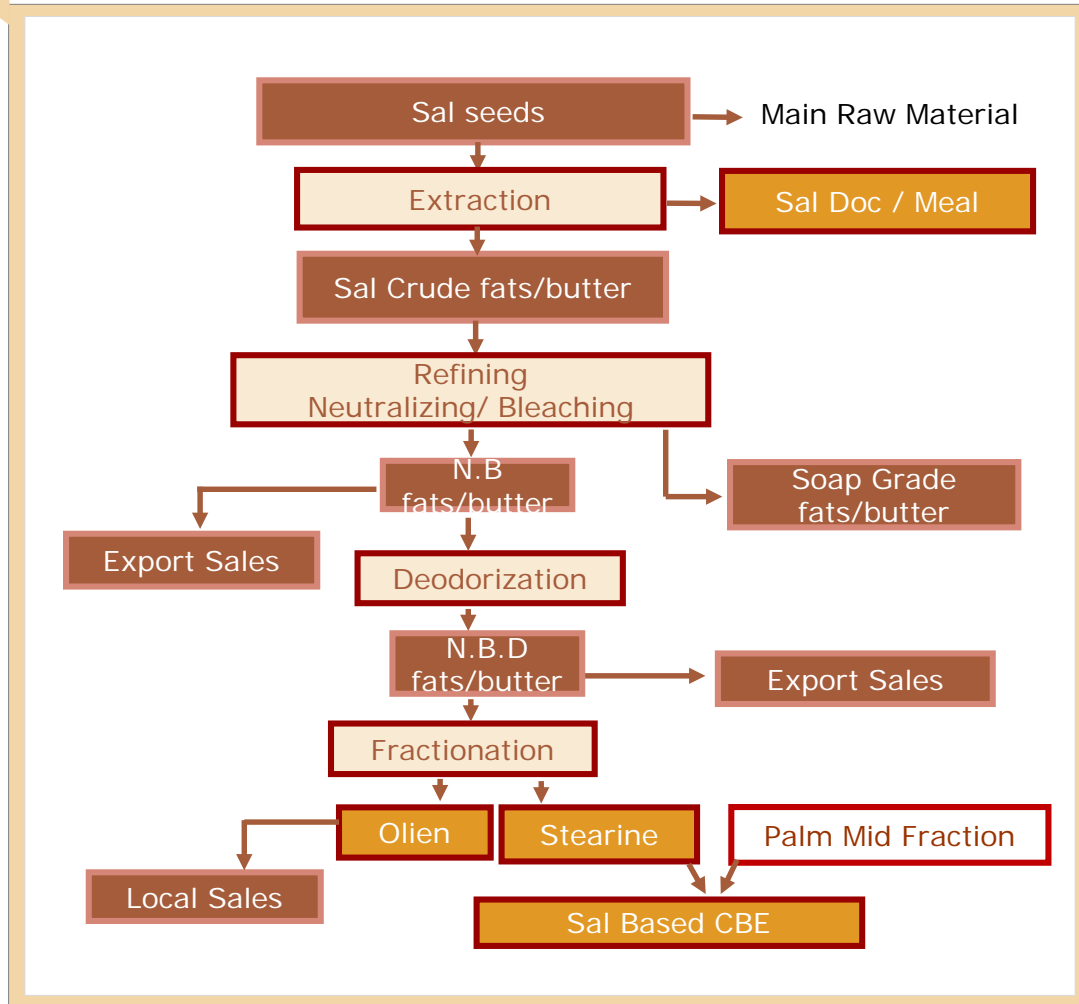 Sal seeds
Main Raw Material
Extraction
Sal Doc / Meal
Sal Crude fats/butter
Refining
Neutralizing/ Bleaching
N.B
fats/butter
Soap Grade
fats/butter
Export Sales
Deodorization
N.B.D
fats/butter
Export Sales
Fractionation
Olien
Stearine
Palm Mid Fraction
Local Sales
Sal Based CBE